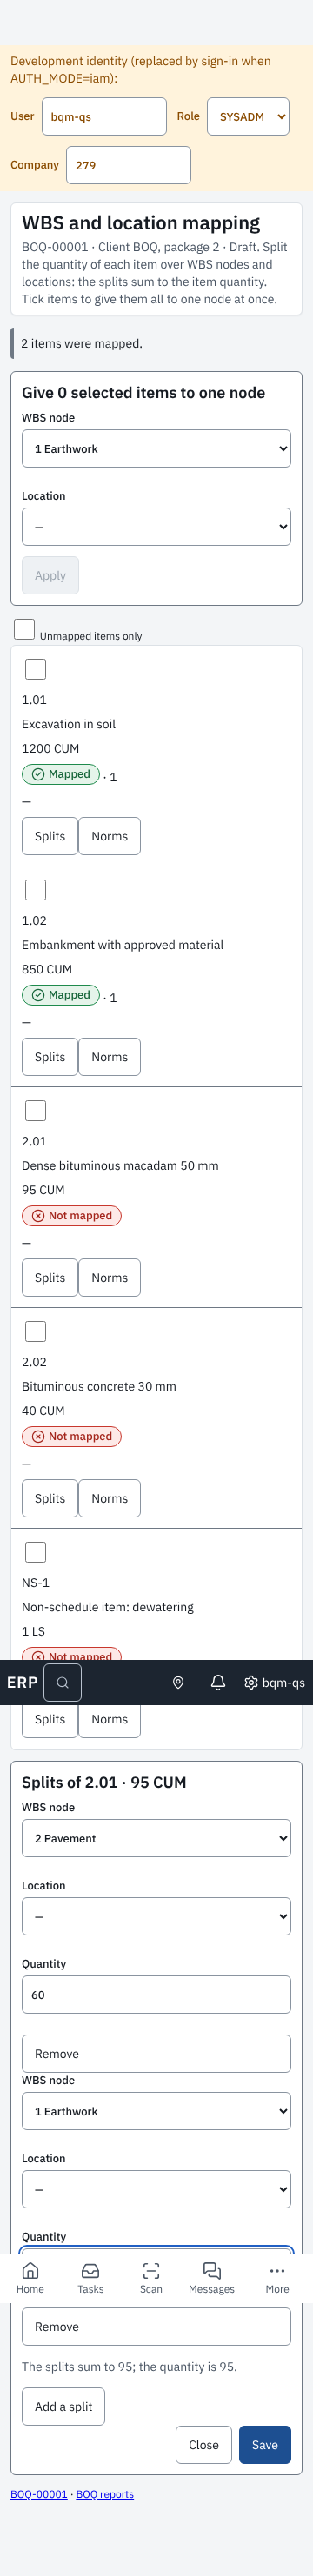 Development identity (replaced by sign-in when
AUTH_MODE=iam):
User bqm-qs Role SYSADM
Company 279
WBS and location mapping
BOQ-00001 · Client BOQ, package 2 · Draft. Split
the quantity of each item over WBS nodes and
locations: the splits sum to the item quantity.
Tick items to give them all to one node at once.
2 items were mapped.
Give 0 selected items to one node
WBS node
1 Earthwork
Location
—
Apply
Unmapped items only
1.01
Excavation in soil
1200 CUM
Mapped · 1
—
Splits Norms
1.02
Embankment with approved material
850 CUM
Mapped · 1
—
Splits Norms
2.01
Dense bituminous macadam 50 mm
95 CUM
Not mapped
—
Splits Norms
2.02
Bituminous concrete 30 mm
40 CUM
Not mapped
—
Splits Norms
NS-1
Non-schedule item: dewatering
1 LS
Not mapped
ERP bqm-qs
Splits Norms
Splits of 2.01 · 95 CUM
WBS node
2 Pavement
Location
—
Quantity
60
Remove
WBS node
1 Earthwork
Location
—
Quantity
Home Tasks Scan Messages More
Remove
The splits sum to 95; the quantity is 95.
Add a split
Close Save
BOQ-00001 · BOQ reports